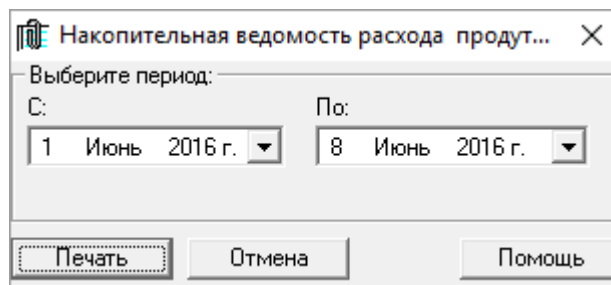 Накопительная ведомость расхода продут...
Выберите период:
С: По:
1 Июнь 2016 г. 8 Июнь 2016 г.
Печать Отмена Помощь